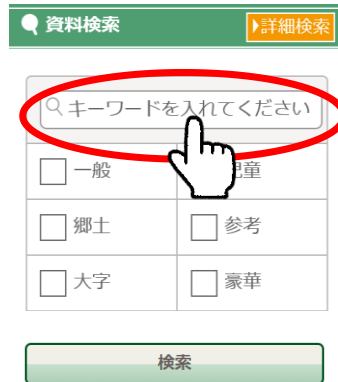 資料検索
詳細検索
キーワードを入れてください
一般
郷土 参考
大字 豪華
検索